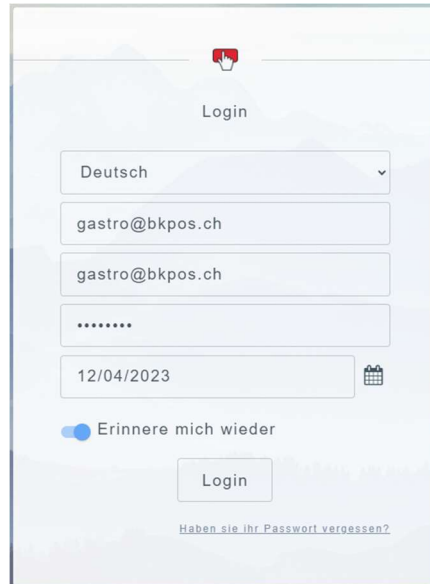 Login
Deutsch
gastro@bkpos.ch
gastro@bkpos.ch
••••••••
12/04/2023
Erinnere mich wieder
Login
Haben sie ihr Passwort vergessen?